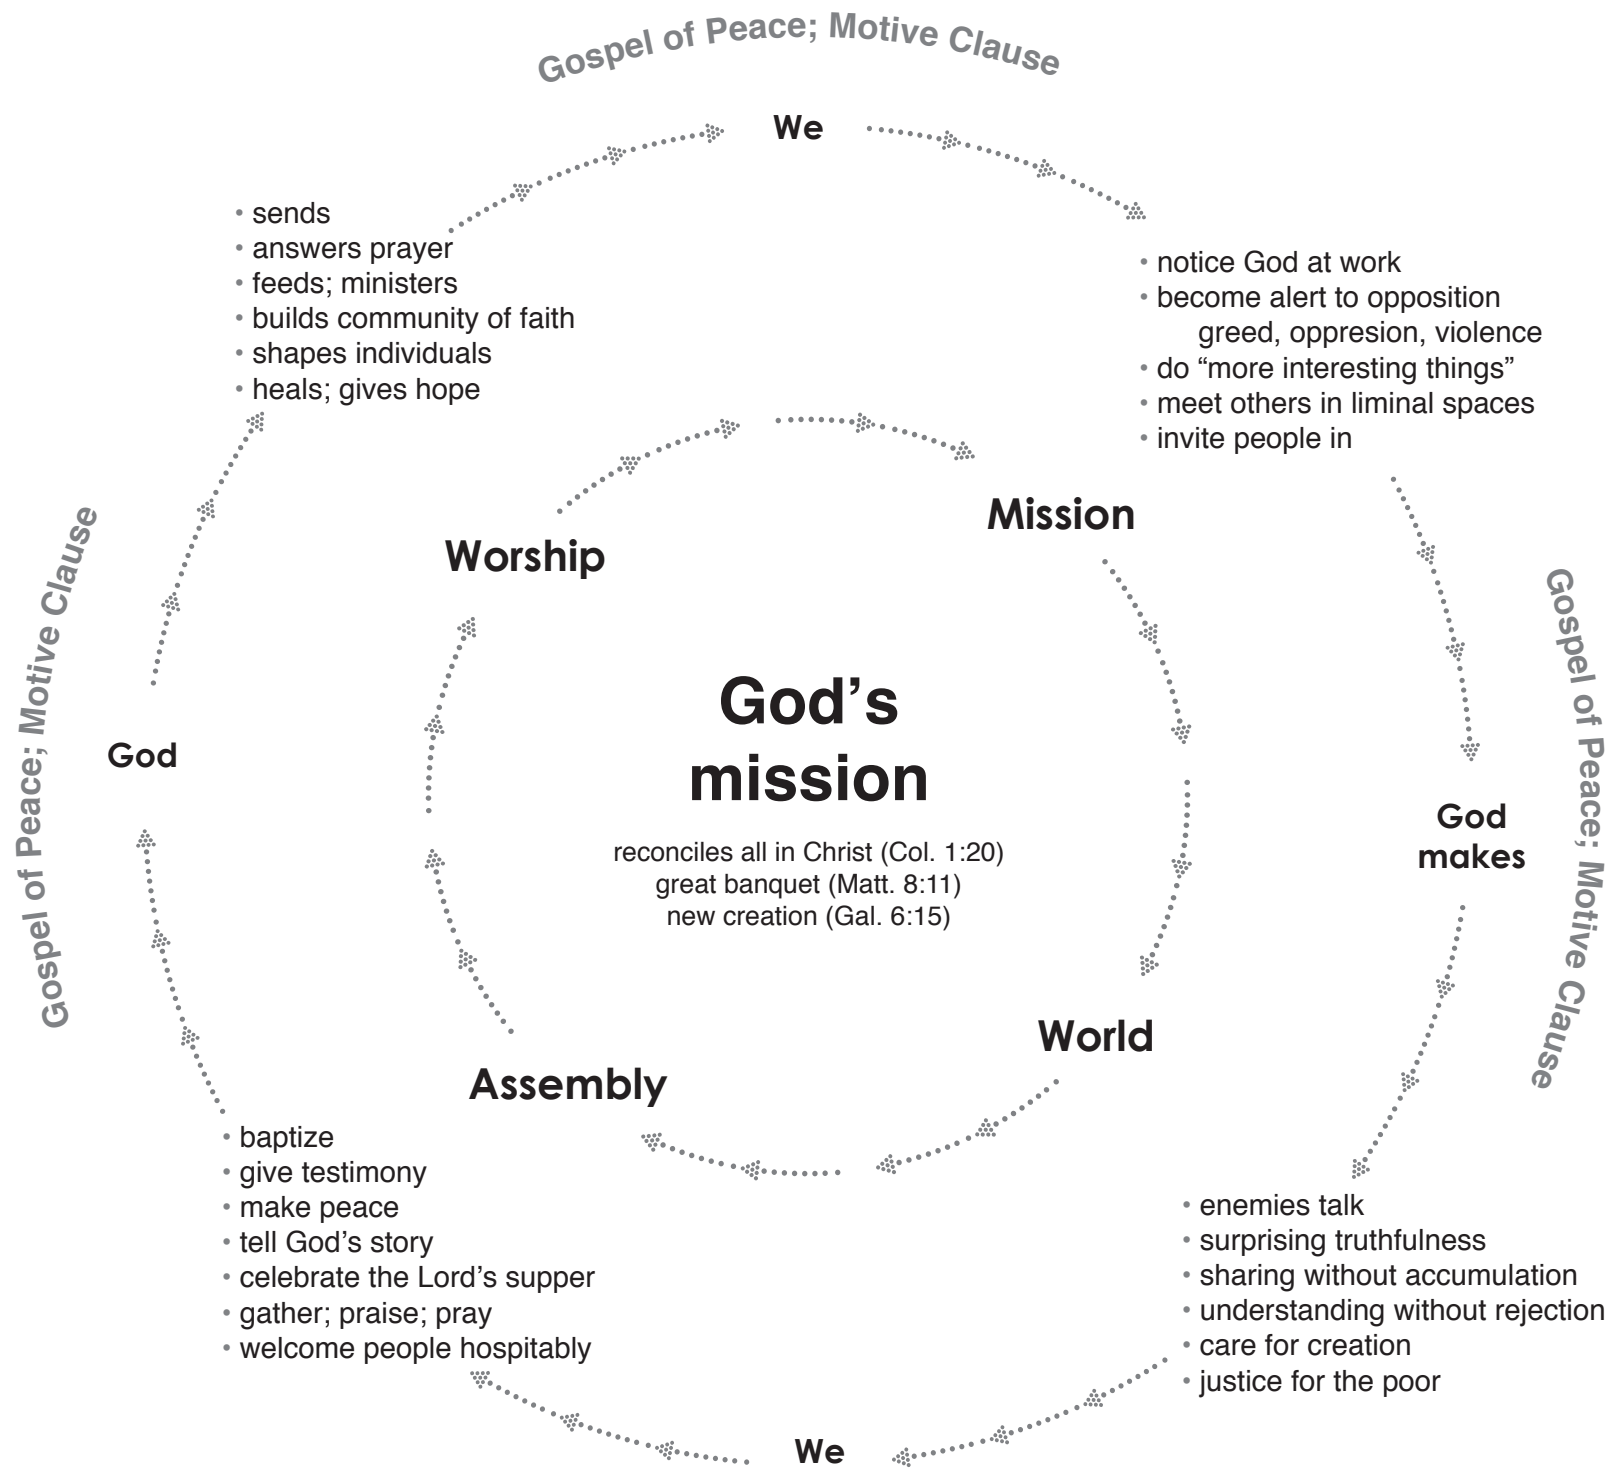 Gospel of Peace; Motive Clause
We
• sends
• answers prayer
• feeds; ministers
• builds community of faith
• shapes individuals
• heals; gives hope
• notice God at work
• become alert to opposition
greed, oppresion, violence
• do “more interesting things”
• meet others in liminal spaces
• invite people in
Worship
Mission
Gospel of Peace; Motive Clause
God
God’s
mission
reconciles all in Christ (Col. 1:20)
great banquet (Matt. 8:11)
new creation (Gal. 6:15)
God
makes
Gospel of Peace; Motive Clause
Assembly
World
• baptize
• give testimony
• make peace
• tell God’s story
• celebrate the Lord’s supper
• gather; praise; pray
• welcome people hospitably
• enemies talk
• surprising truthfulness
• sharing without accumulation
• understanding without rejection
• care for creation
• justice for the poor
We